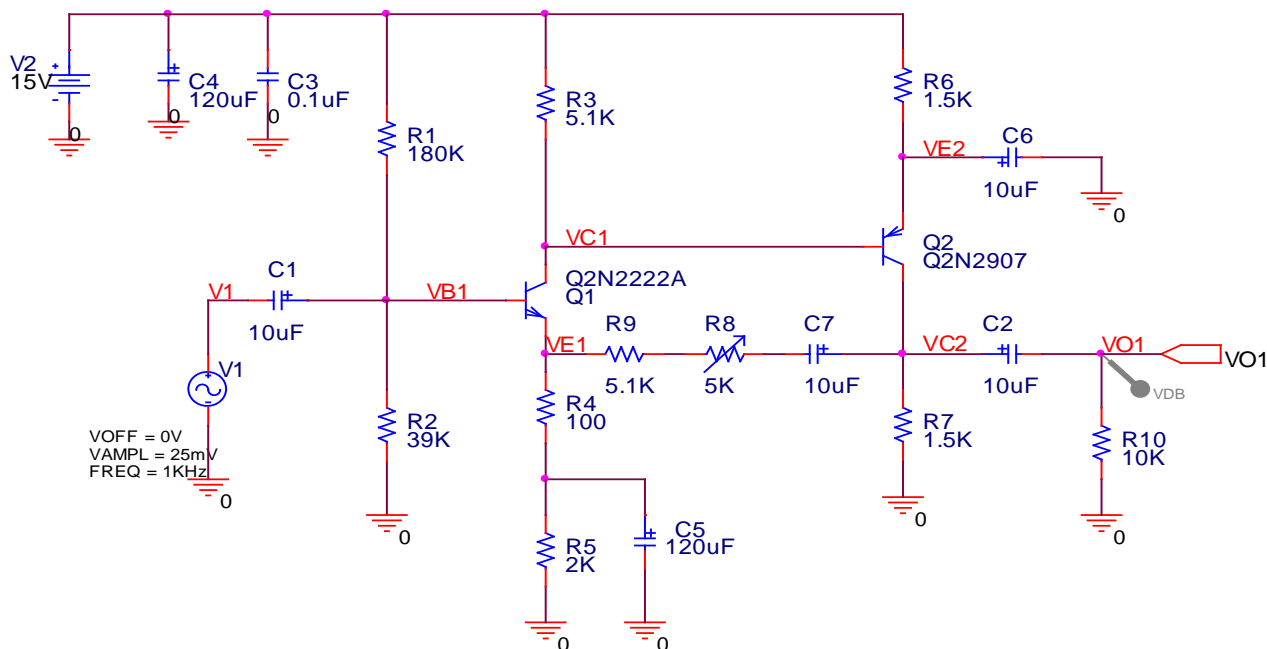 V2
15V
C4
120uF
0
C3
0.1uF
0
0
R1
180K
R3
5.1K
R6
1.5K
VE2
C6
10uF
0
VC1
Q2
Q2N2907
C1
V1
10uF
VB1
Q2N2222A
Q1
V1
VOFF = 0V
VAMPL = 25mV
FREQ = 1KHz
0
VE1
R9
5.1K
R8
5K
C7
10uF
VC2
C2
10uF
VO1
VO1
VDB
R2
39K
0
R4
100
R7
1.5K
0
R10
10K
0
R5
2K
0
C5
120uF
0